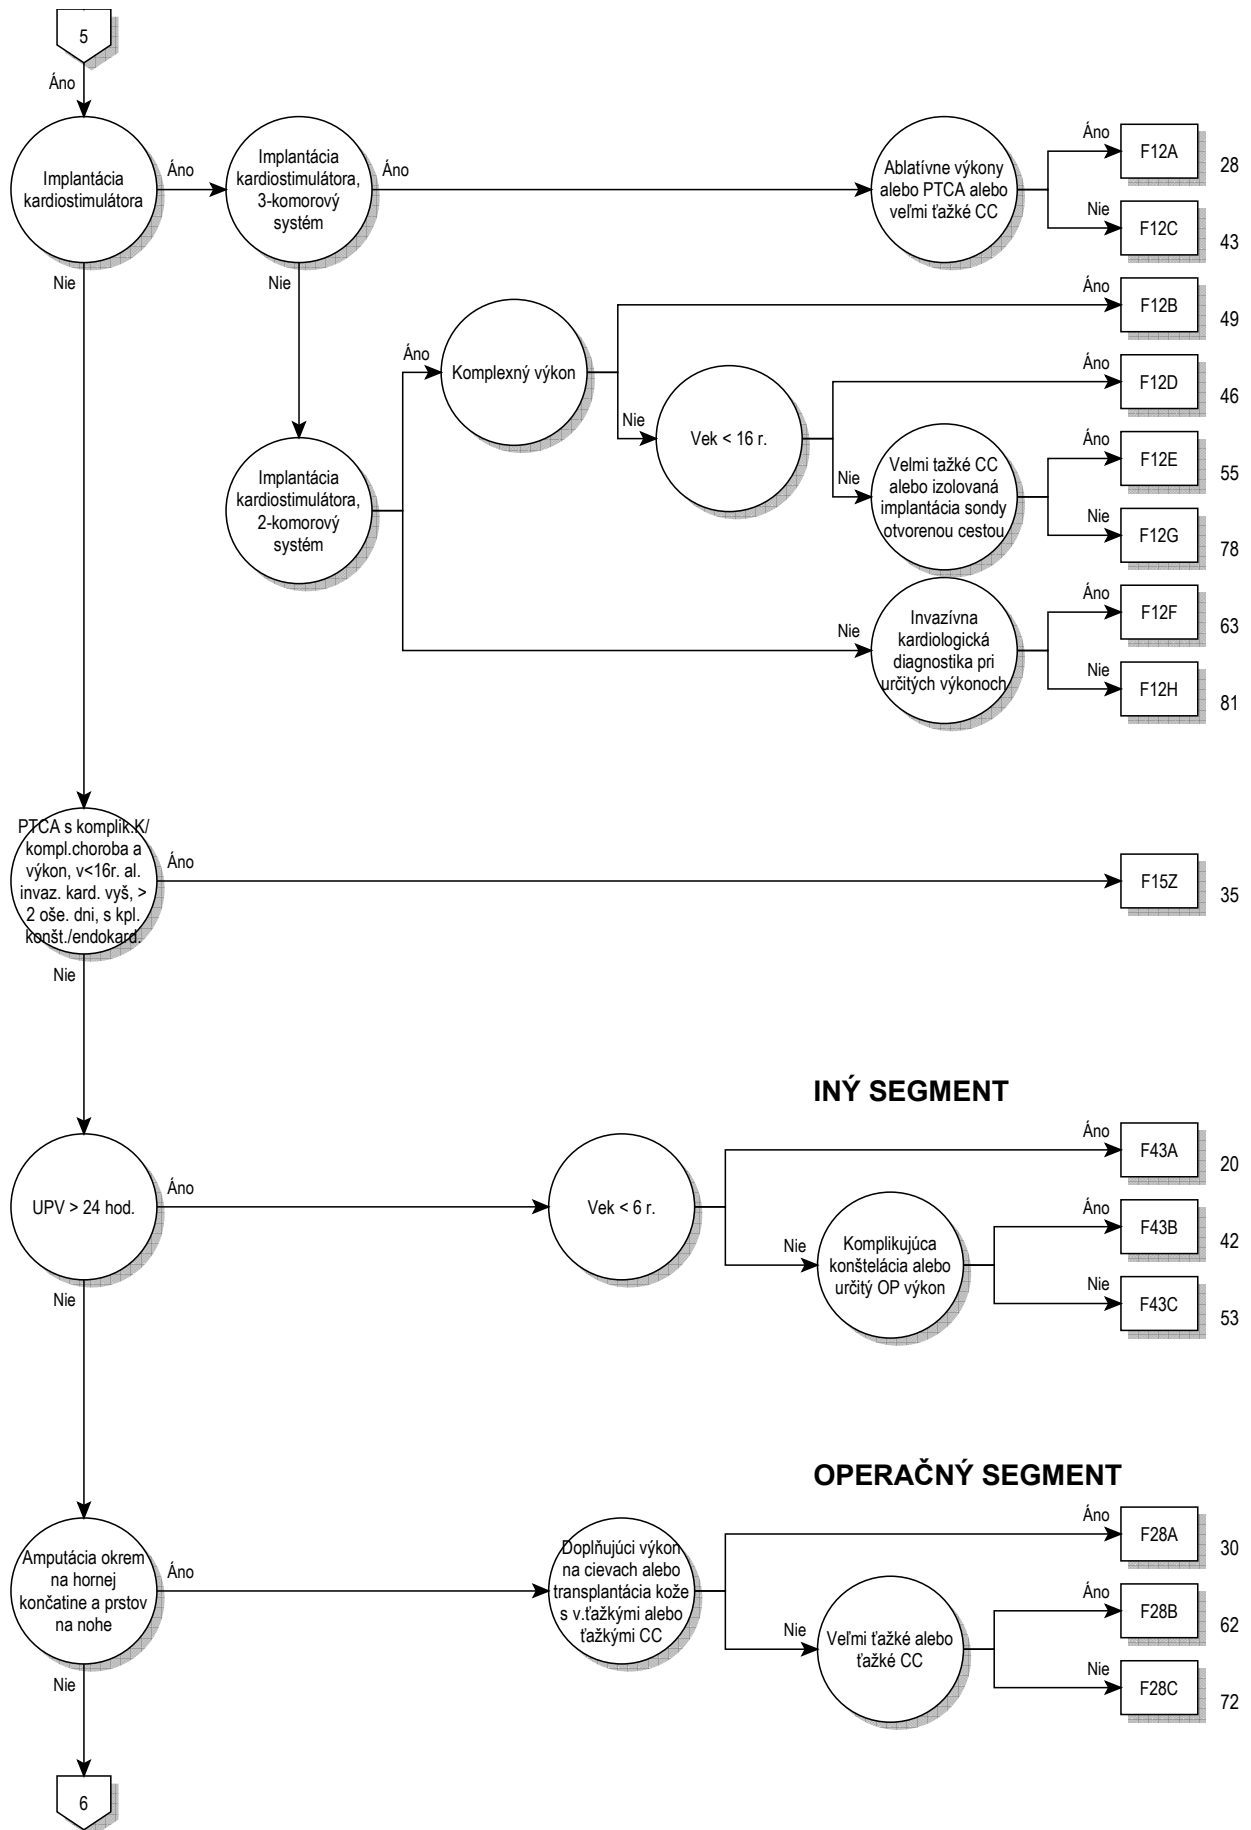 5
Áno
Implantácia
kardiostimulátora
Áno
Implantácia
kardiostimulátora,
3-komorový
systém
Áno
Ablatívne výkony
alebo PTCA alebo
veľmi ťažké CC
Áno
F12A
28
Nie
F12C
43
Nie
Nie
Áno
F12B
49
Áno
Komplexný výkon
Áno
F12D
46
Nie
Vek < 16 r.
Implantácia
kardiostimulátora,
2-komorový
systém
Nie
Velmi tažké CC
alebo izolovaná
implantácia sondy
otvorenou cestou
Áno
F12E
55
Nie
F12G
78
Nie
Invazívna
kardiologická
diagnostika pri
určitých výkonoch
Áno
F12F
63
Nie
F12H
81
PTCA s komplik.K/
kompl.choroba a
výkon, v<16r. al.
invaz. kard. vyš, >
2 oše. dni, s kpl.
konšt./endokard.
Áno
F15Z
35
Nie
INÝ SEGMENT
UPV > 24 hod.
Áno
Vek < 6 r.
Áno
F43A
20
Nie
Komplikujúca
konštelácia alebo
určitý OP výkon
Áno
F43B
42
Nie
F43C
53
Nie
OPERAČNÝ SEGMENT
Amputácia okrem
na hornej
končatine a prstov
na nohe
Áno
Doplňujúci výkon
na cievach alebo
transplantácia kože
s v.ťažkými alebo
ťažkými CC
Áno
F28A
30
Nie
Veľmi ťažké alebo
ťažké CC
Áno
F28B
62
Nie
F28C
72
Nie
6